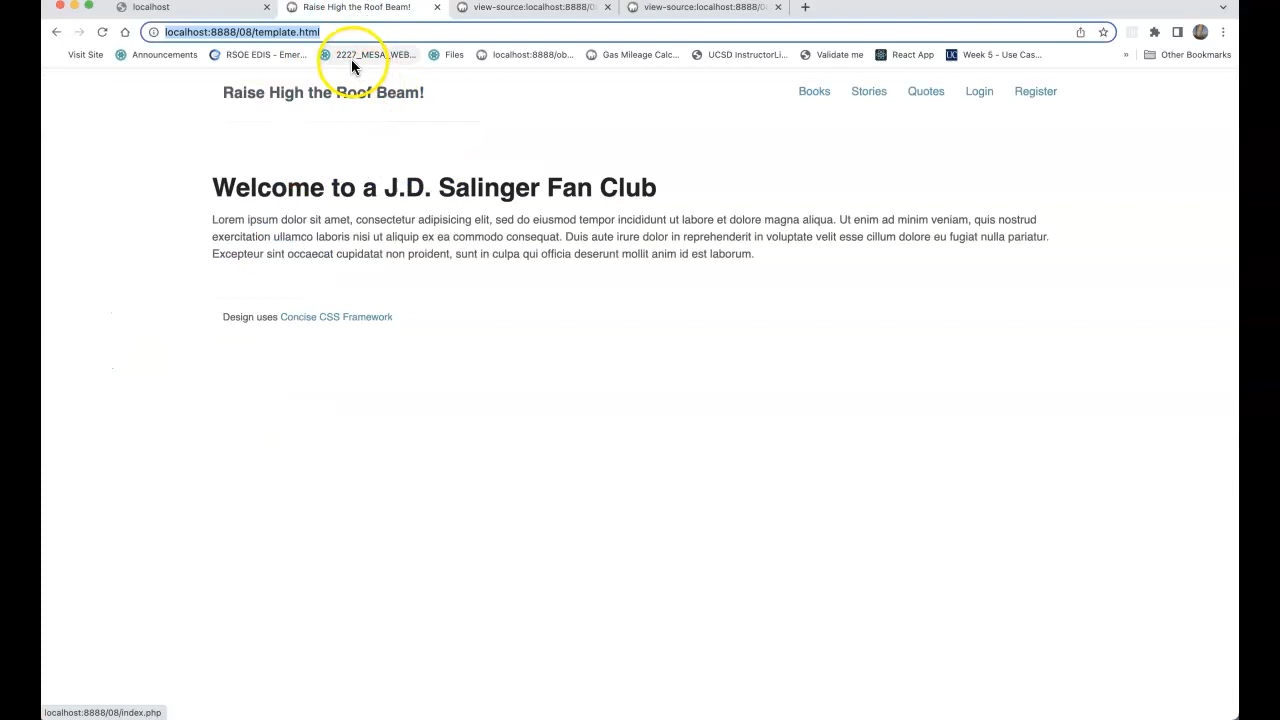 localhost
Raise High the Roof Beam!
view-source:localhost:8888/0
view-source:localhost:8888/0
localhost:8888/08/template.html
Visit Site
Announcements
RSOE EDIS - Emer...
2227_MESA_WEB...
Files
localhost:8888/ob...
Gas Mileage Calc...
UCSD InstructorLi...
Validate me
React App
Week 5 - Use Cas...
»
Other Bookmarks
Raise High the Roof Beam!
Books Stories Quotes Login Register
Welcome to a J.D. Salinger Fan Club
Lorem ipsum dolor sit amet, consectetur adipisicing elit, sed do eiusmod tempor incididunt ut labore et dolore magna aliqua. Ut enim ad minim veniam, quis nostrud
exercitation ullamco laboris nisi ut aliquip ex ea commodo consequat. Duis aute irure dolor in reprehenderit in voluptate velit esse cillum dolore eu fugiat nulla pariatur.
Excepteur sint occaecat cupidatat non proident, sunt in culpa qui officia deserunt mollit anim id est laborum.
Design uses Concise CSS Framework
localhost:8888/08/index.php